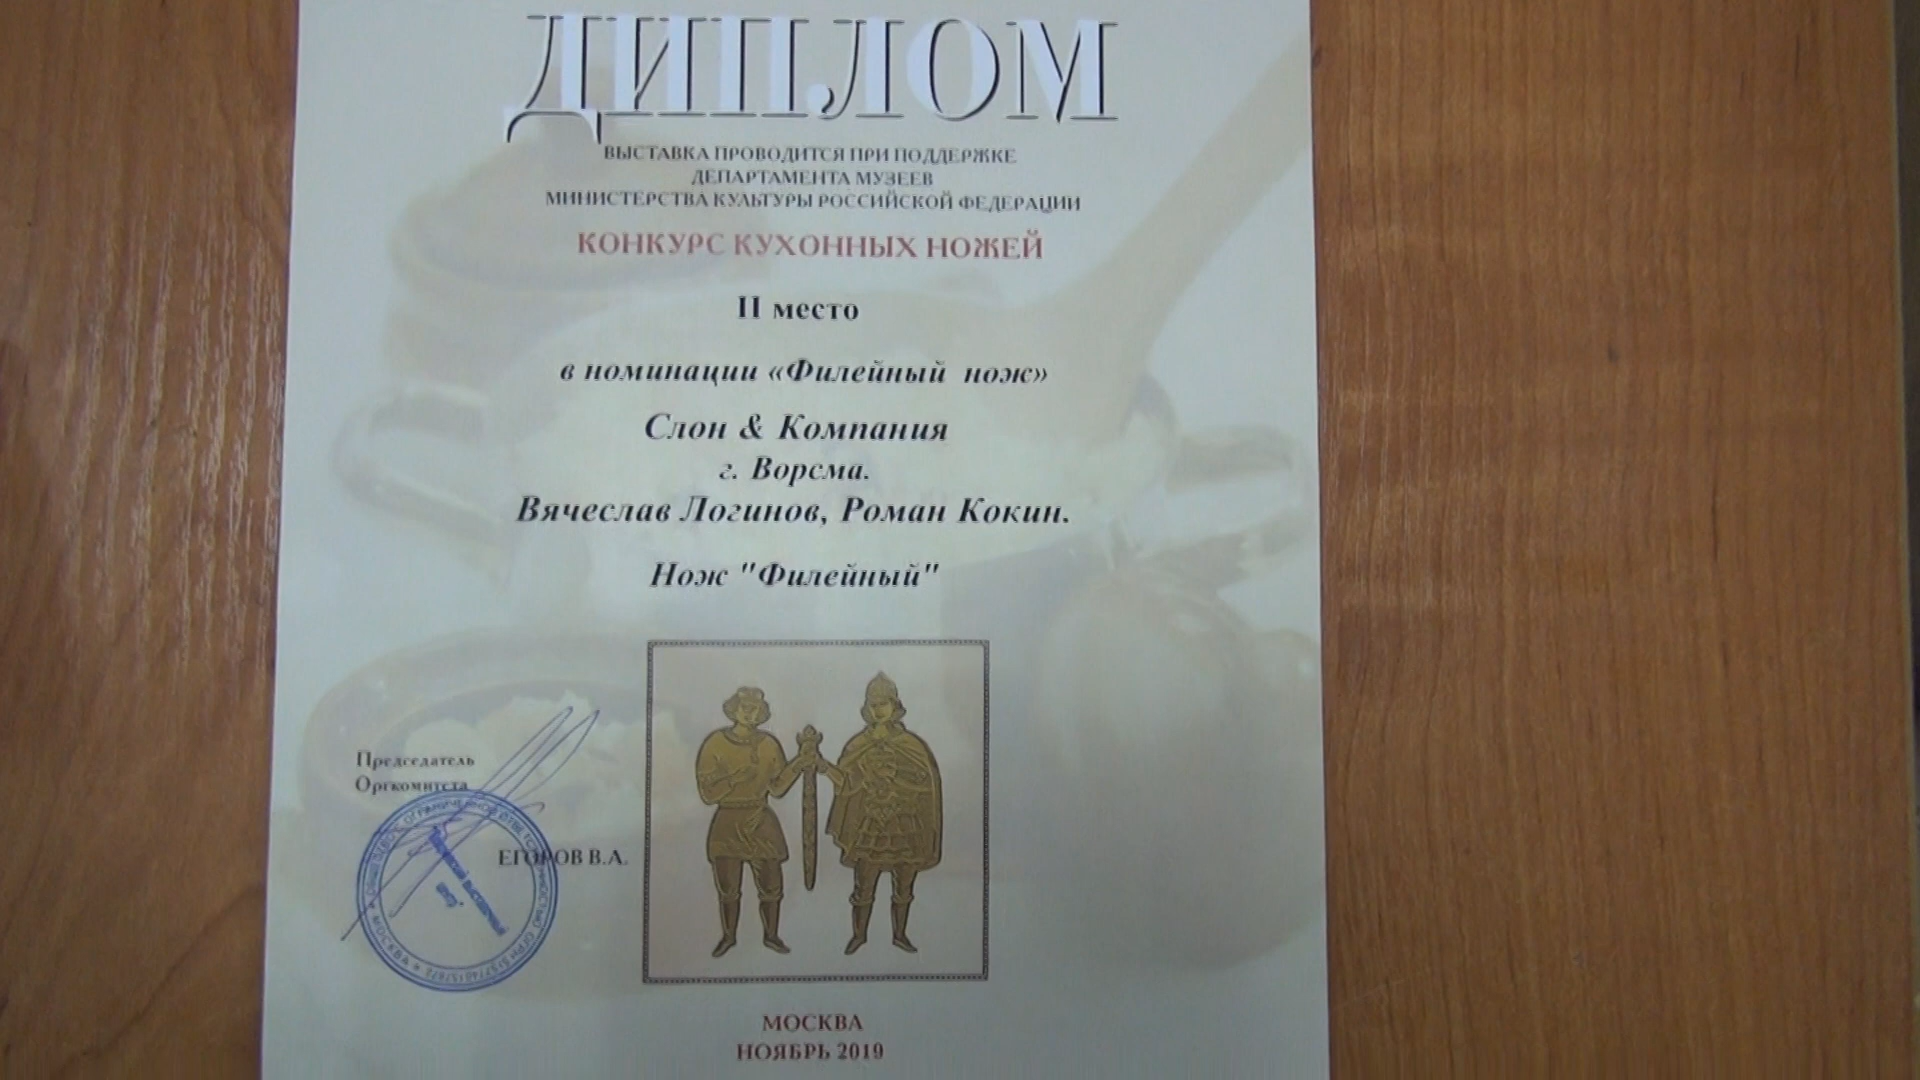 ДИПЛОМ
ВЫСТАВКА ПРОВОДИТСЯ ПРИ ПОДДЕРЖКЕ
ДЕПАРТАМЕНТА МУЗЕЕВ
МИНИСТЕРСТВА КУЛЬТУРЫ РОССИЙСКОЙ ФЕДЕРАЦИИ
КОНКУРС КУХОННЫХ НОЖЕЙ
II место
в номинации «Филейный нож»
Слон & Компания
г. Ворсма.
Вячеслав Логинов, Роман Кокин.
Нож "Филейный"
Председатель
Оргкомитета
ЕГОРОВ В.А.
МОСКВА
МОСКВА
НОЯБРЬ 2019